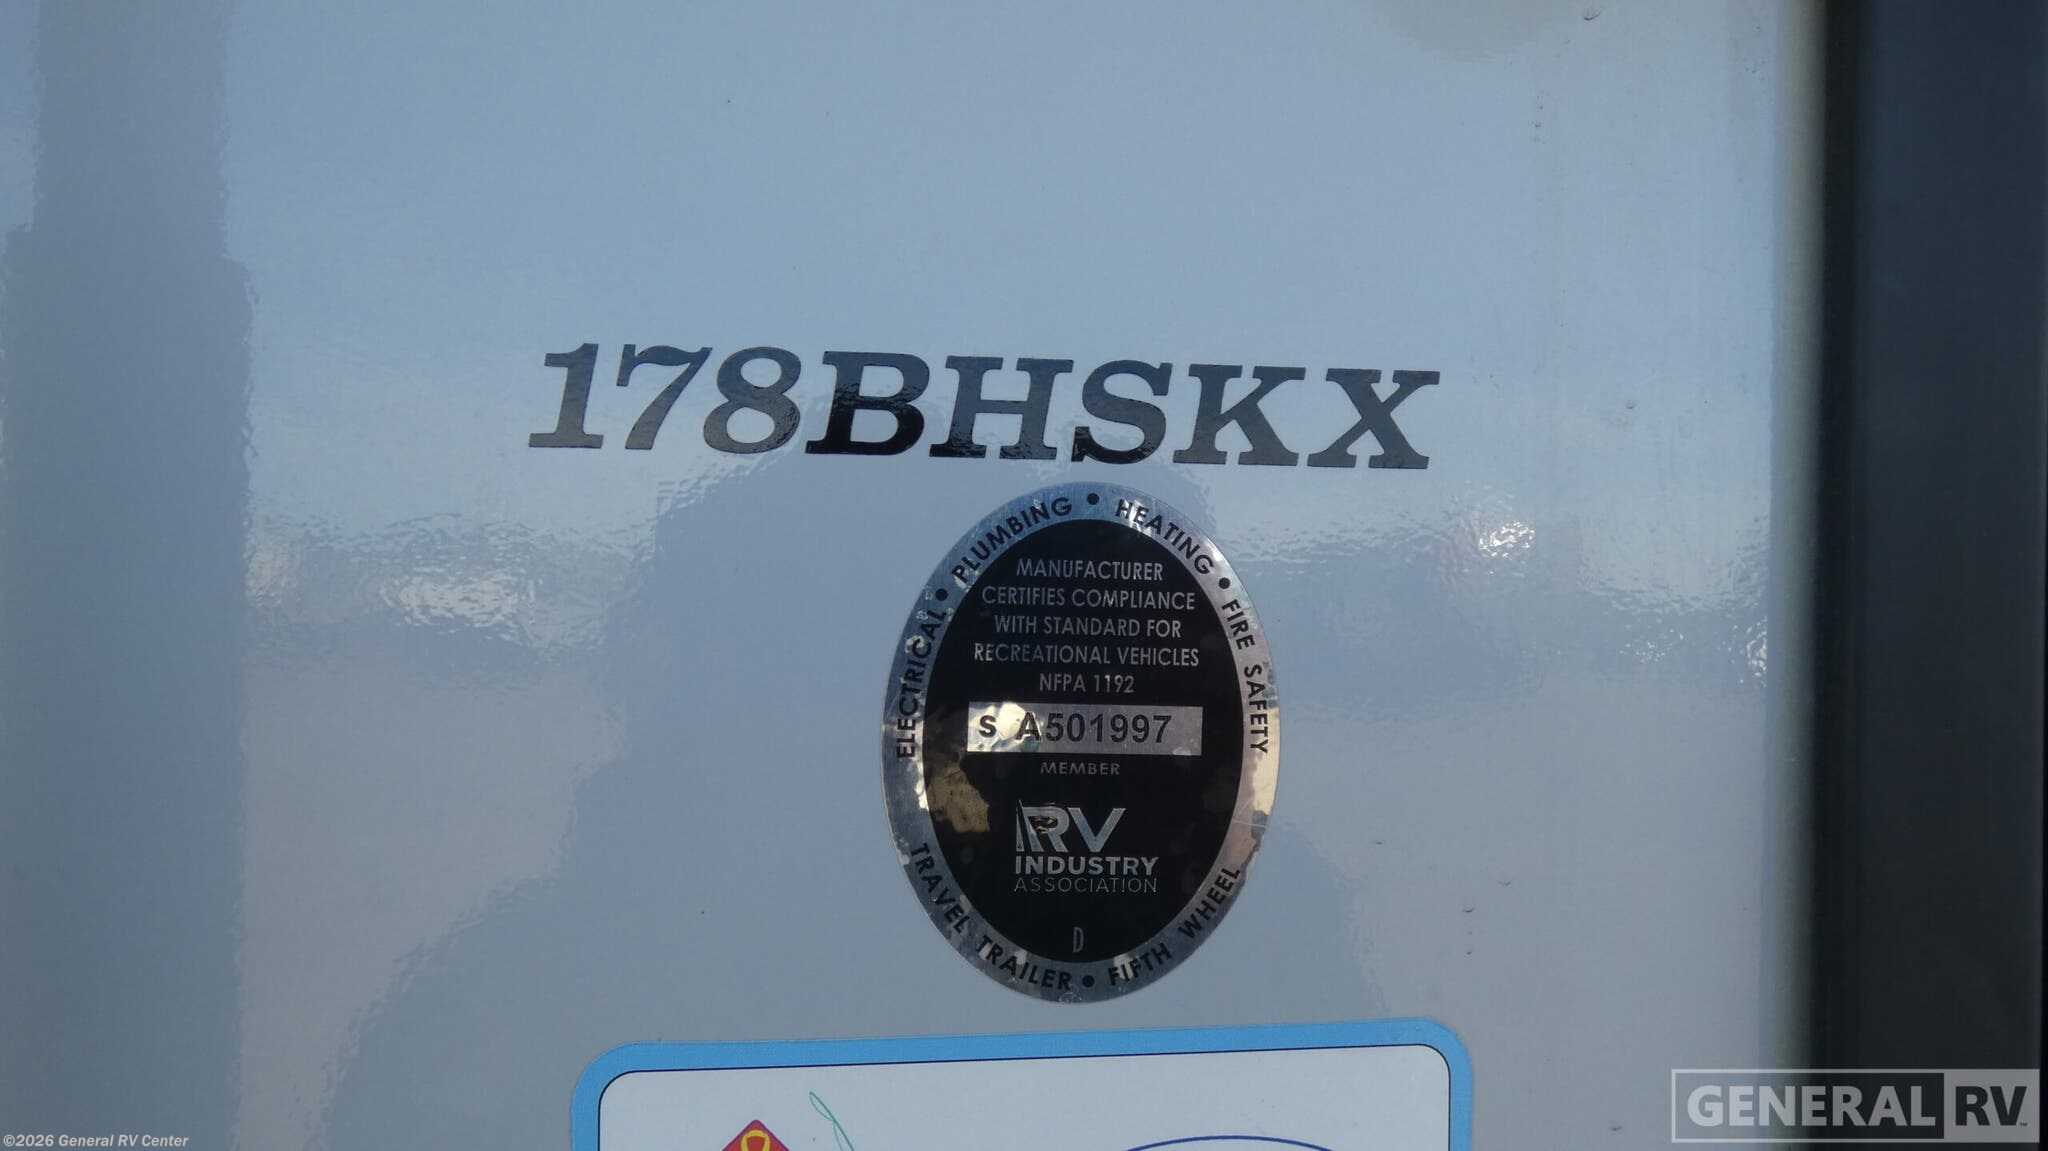 178BHSKX
PLUMBING • HEATING • FIRE SAFETY
ELECTRICAL •
MANUFACTURER
CERTIFIES COMPLIANCE
WITH STANDARD FOR
RECREATIONAL VEHICLES
NFPA 1192
S A501997
MEMBER
RV
INDUSTRY
ASSOCIATION
D
TRAVEL TRAILER • FIFTH WHEEL
GENERAL RV
©2026 General RV Center